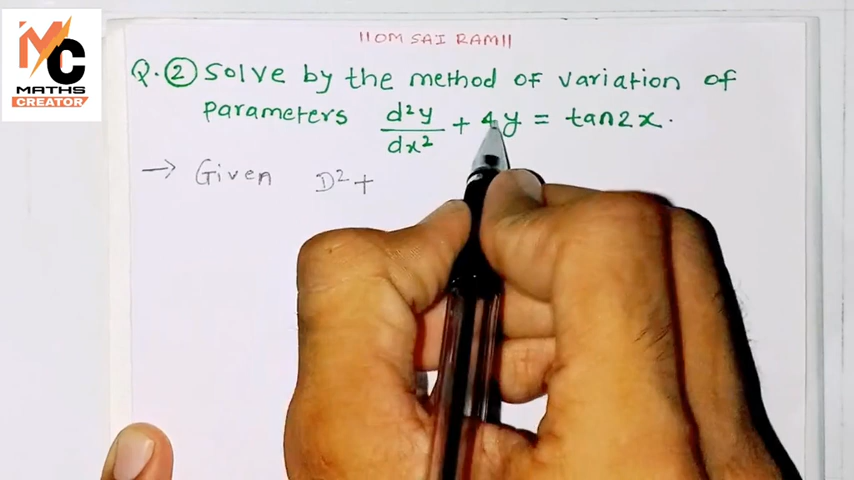 MC
MATHS
CREATOR
||OM SAI RAM||
Q.② Solve by the method of variation of
parameters d²y/dx² + 4y = tan2x.
→ Given D²+